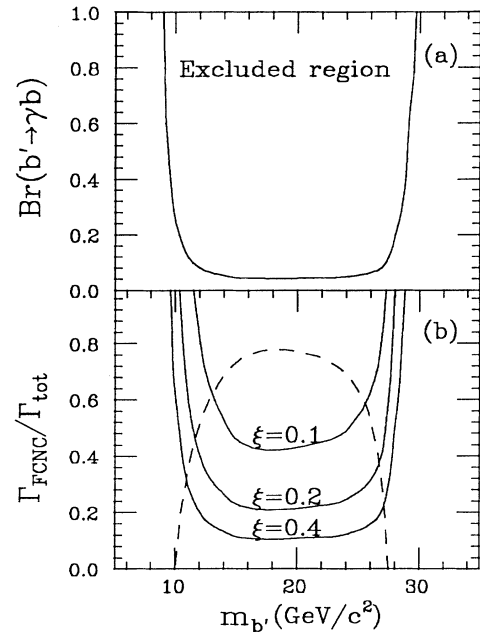 1.0
(a)
Excluded region
0.8
0.6
0.4
0.2
0.0
Br(b'→γb)
(b)
0.8
0.6
0.4
0.2
0.0
Γ_FCNC/Γ_tot
ξ=0.1
ξ=0.2
ξ=0.4
10 20 30
m_b'(GeV/c²)